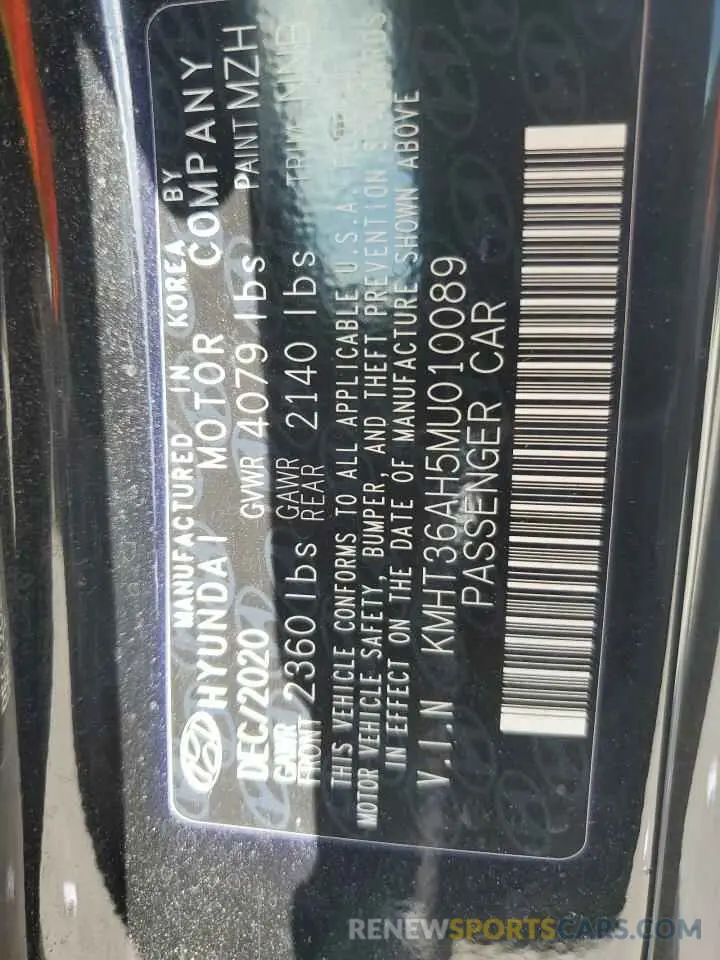 MANUFACTURED IN KOREA BY
HYUNDAI MOTOR COMPANY
DEC/2020 GVWR 4079 lbs PAINT MZH
GAWR FRONT 2360 lbs GAWR REAR 2140 lbs TRIM NNB
THIS VEHICLE CONFORMS TO ALL APPLICABLE U.S.A.
MOTOR VEHICLE SAFETY, BUMPER, AND THEFT PREVENTION
IN EFFECT ON THE DATE OF MANUFACTURE SHOWN ABOVE
V.I.N KMHT36AH5MU010089
PASSENGER CAR
RENEWSPORTSCARS.COM